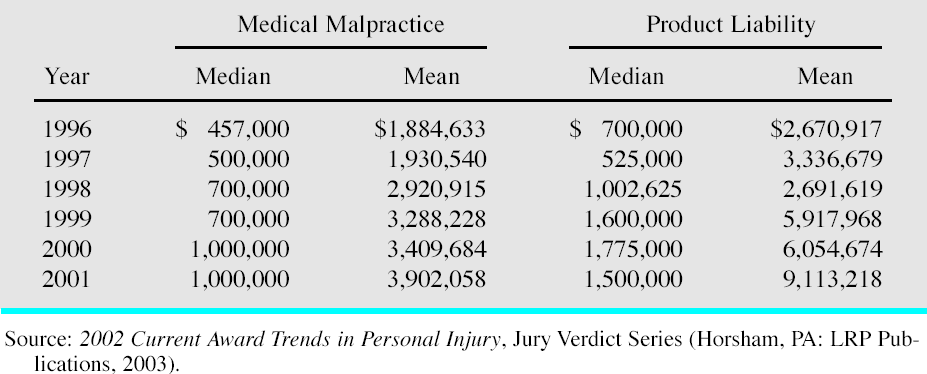 Medical Malpractice Product Liability
Year Median Mean Median Mean
1996 $ 457,000 $1,884,633 $ 700,000 $2,670,917
1997 500,000 1,930,540 525,000 3,336,679
1998 700,000 2,920,915 1,002,625 2,691,619
1999 700,000 3,288,228 1,600,000 5,917,968
2000 1,000,000 3,409,684 1,775,000 6,054,674
2001 1,000,000 3,902,058 1,500,000 9,113,218
Source: 2002 Current Award Trends in Personal Injury, Jury Verdict Series (Horsham, PA: LRP Pub-
lications, 2003).